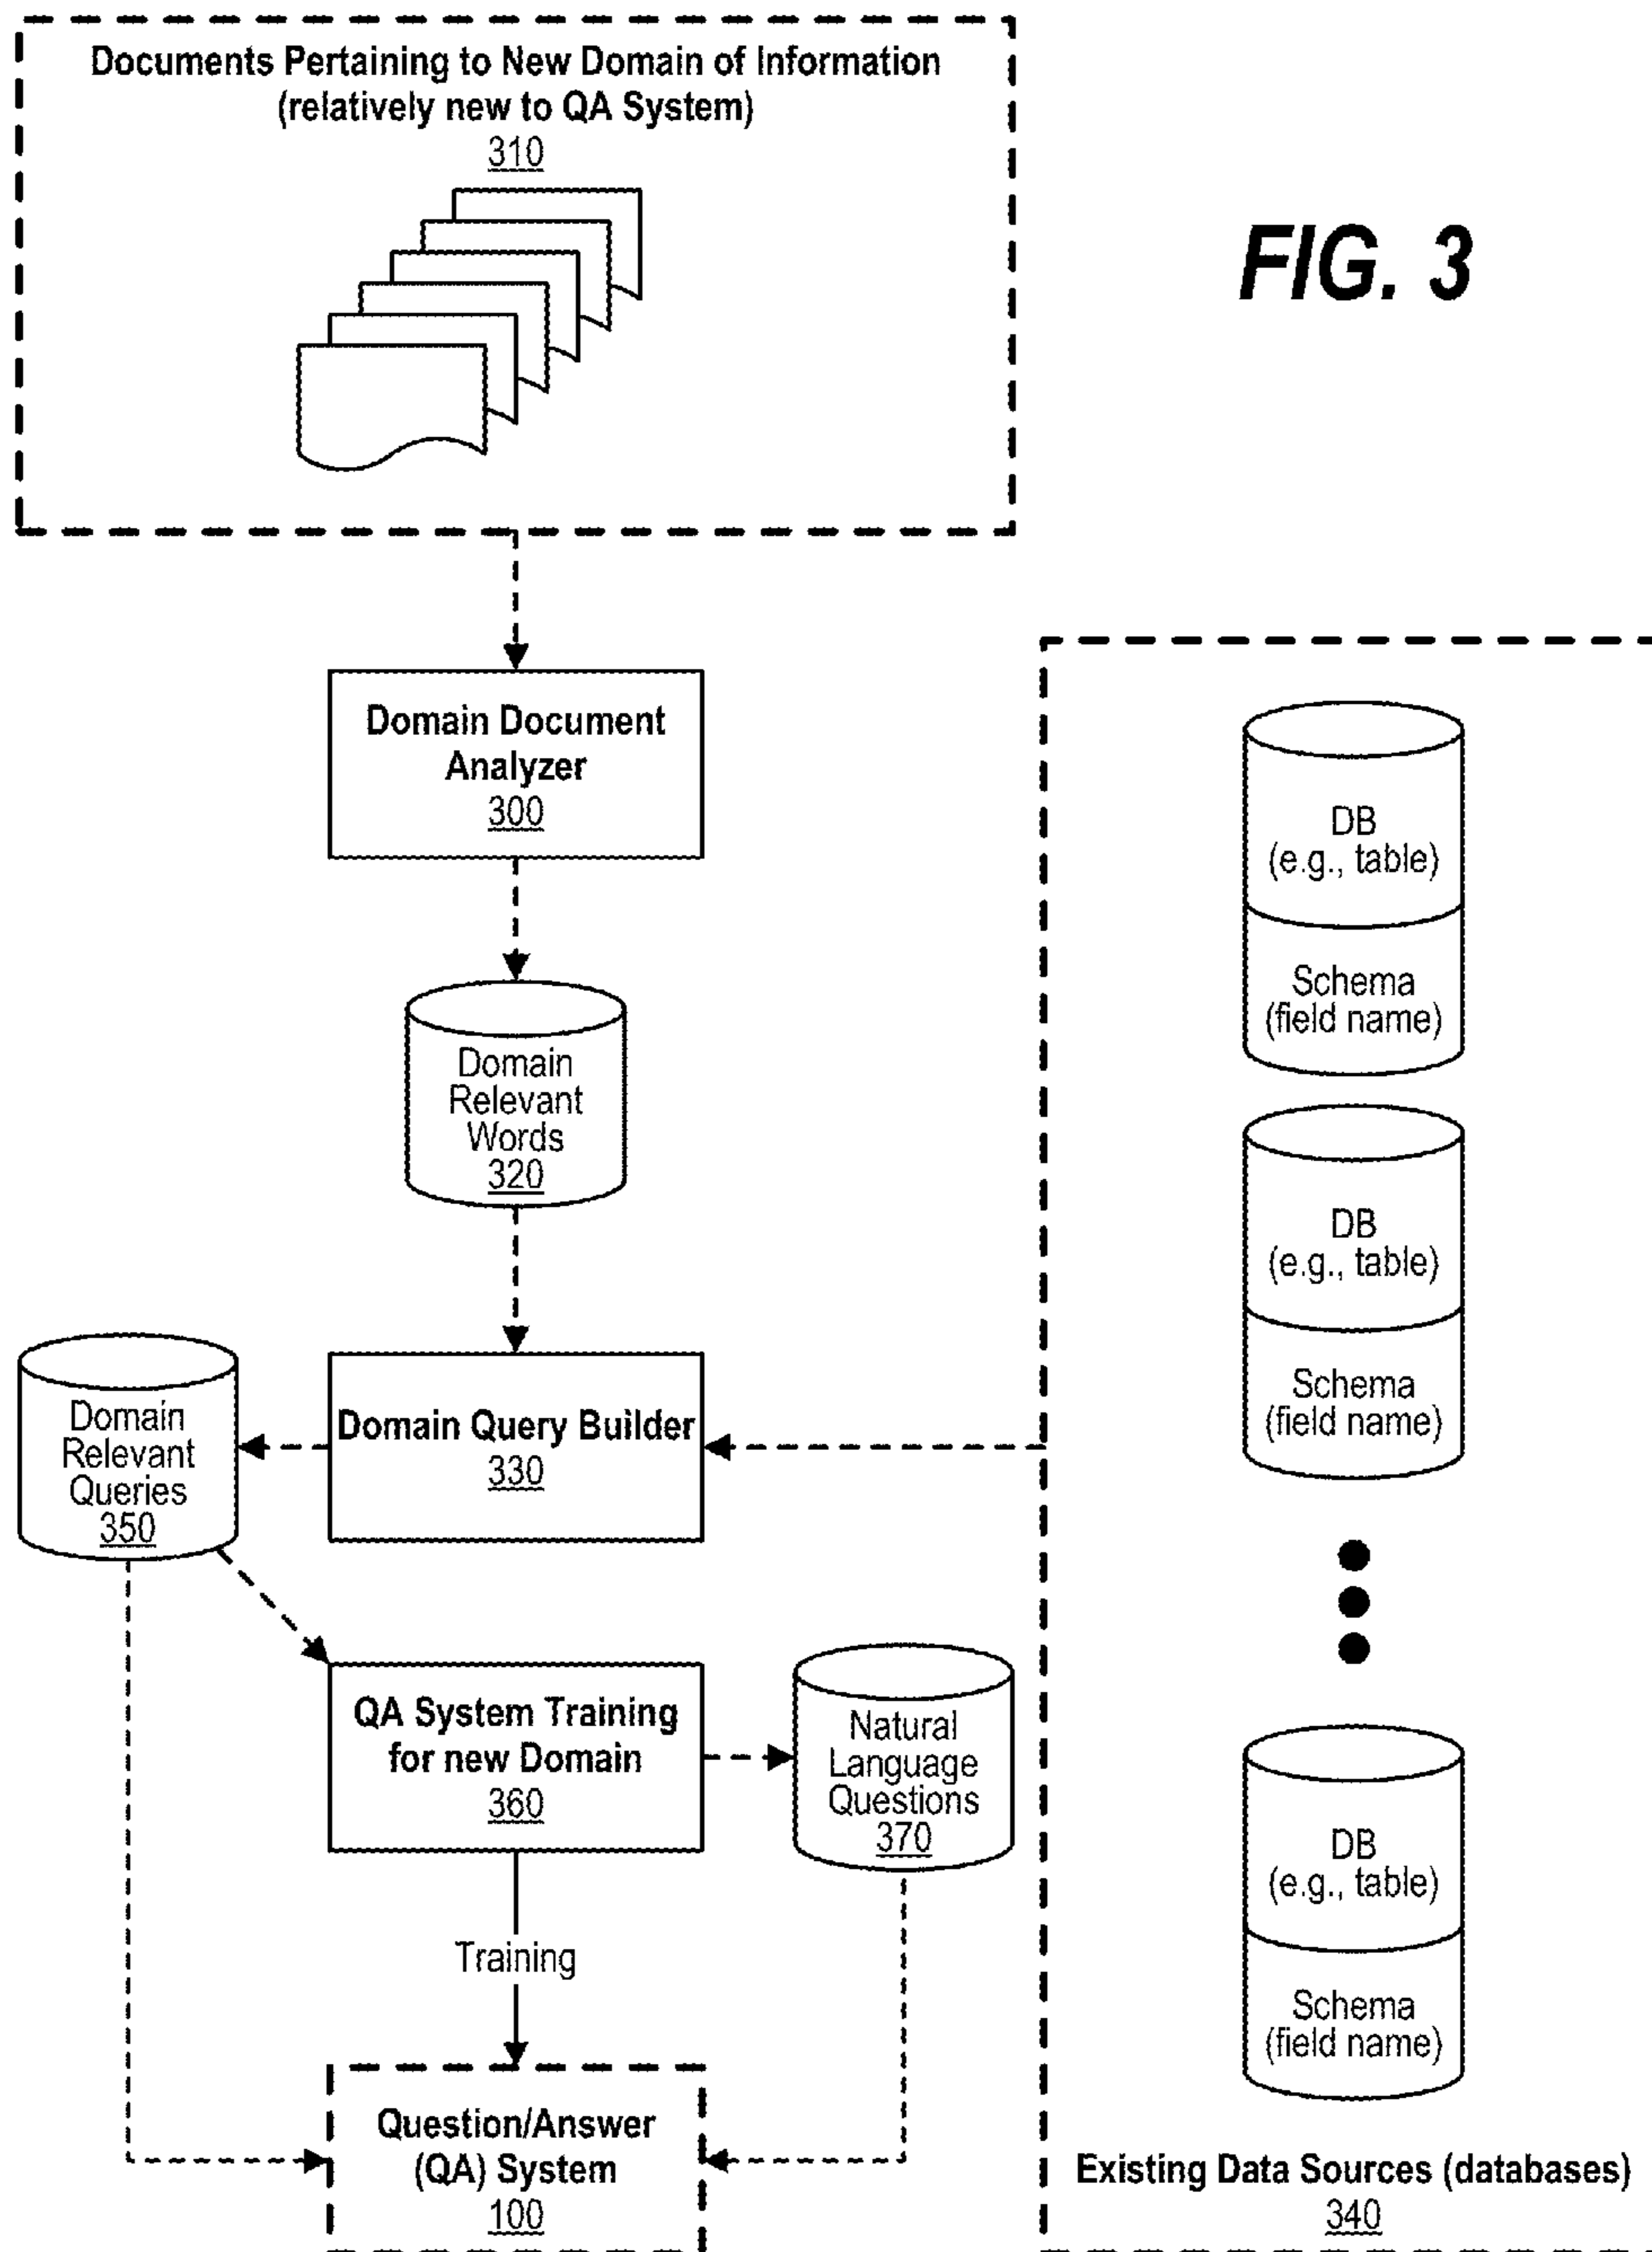 Documents Pertaining to New Domain of Information
(relatively new to QA System)
310
FIG. 3
Domain Document
Analyzer
300
Domain
Relevant
Words
320
Domain Query Builder
330
Domain
Relevant
Queries
350
QA System Training
for new Domain
360
Natural
Language
Questions
370
Training
Question/Answer
(QA) System
100
DB
(e.g., table)
Schema
(field name)
DB
(e.g., table)
Schema
(field name)
DB
(e.g., table)
Schema
(field name)
Existing Data Sources (databases)
340